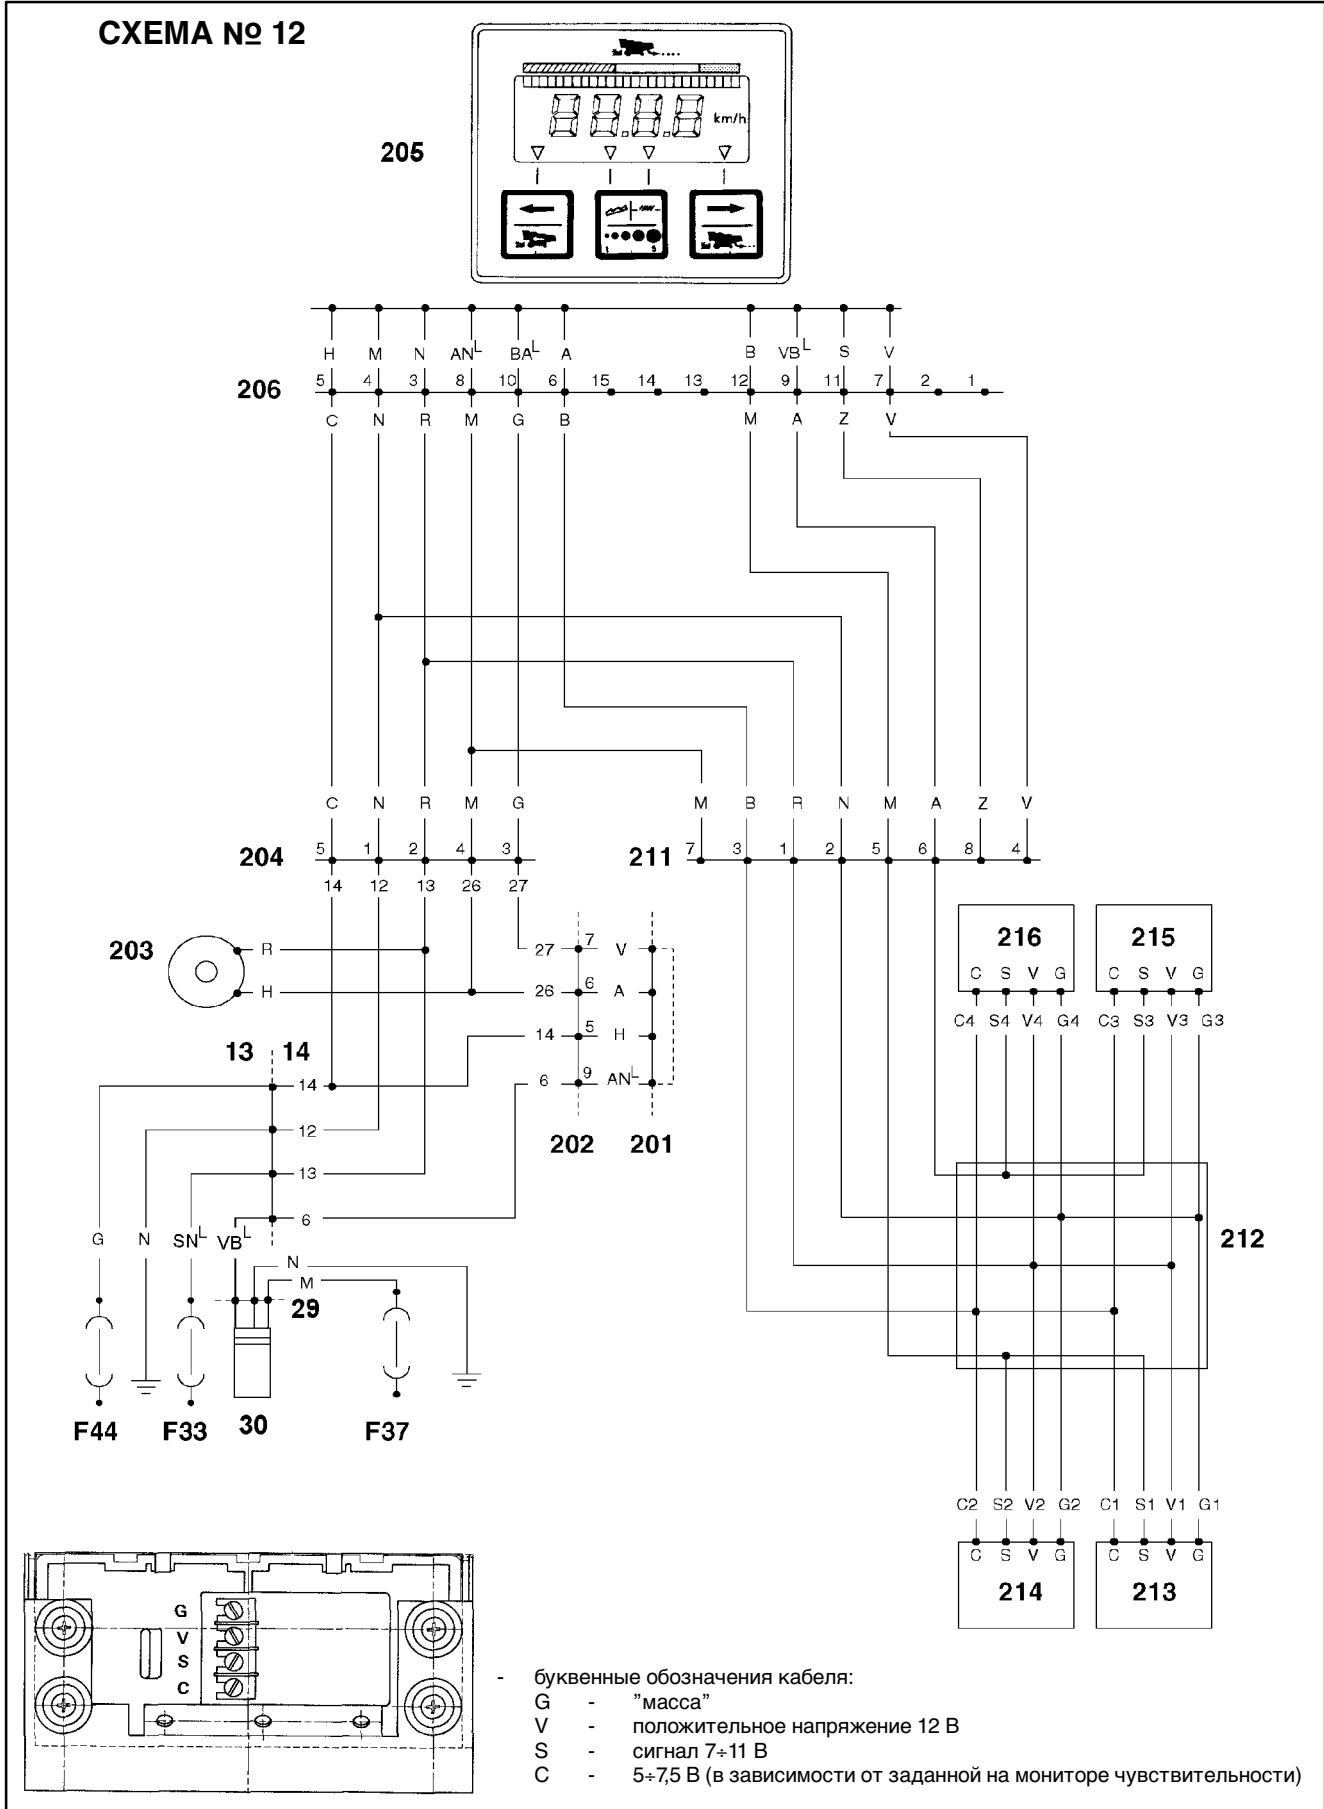 СХЕМА № 12
km/h
205
1 5
H M N AN^L BA^L A B VB^L S V
206 5 4 3 8 10 6 15 14 13 12 9 11 7 2 1
C N R M G B M A Z V
C N R M G M B R N M A Z V
204 5 1 2 4 3 211 7 3 1 2 5 6 8 4
14 12 13 26 27
203 R
H
27 7 V
26 6 A
14 5 H
6 9 AN^L
202 201
216 215
C S V G C S V G
C4 S4 V4 G4 C3 S3 V3 G3
13 14
14
12
13
6
G N SN^L VB^L
N
M
29
212
F44 F33 30 F37
C2 S2 V2 G2 C1 S1 V1 G1
C S V G C S V G
214 213
G
V
S
C
- буквенные обозначения кабеля:
G - ”масса”
V - положительное напряжение 12 В
S - сигнал 7÷11 В
C - 5÷7,5 В (в зависимости от заданной на мониторе чувствительности)